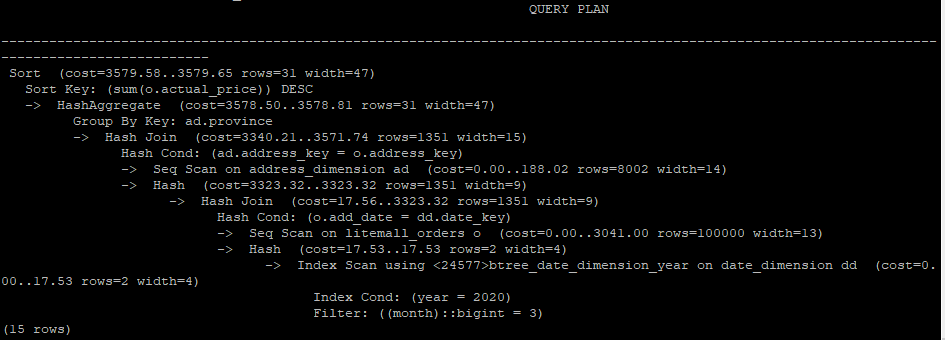 QUERY PLAN
--------------------------------------------------------------------------------------------------------------------
--------------------------
Sort  (cost=3579.58..3579.65 rows=31 width=47)
  Sort Key: (sum(o.actual_price)) DESC
  ->  HashAggregate  (cost=3578.50..3578.81 rows=31 width=47)
        Group By Key: ad.province
        ->  Hash Join  (cost=3340.21..3571.74 rows=1351 width=15)
              Hash Cond: (ad.address_key = o.address_key)
              ->  Seq Scan on address_dimension ad  (cost=0.00..188.02 rows=8002 width=14)
              ->  Hash  (cost=3323.32..3323.32 rows=1351 width=9)
                    ->  Hash Join  (cost=17.56..3323.32 rows=1351 width=9)
                          Hash Cond: (o.add_date = dd.date_key)
                          ->  Seq Scan on litemall_orders o  (cost=0.00..3041.00 rows=100000 width=13)
                          ->  Hash  (cost=17.53..17.53 rows=2 width=4)
                                ->  Index Scan using <24577>btree_date_dimension_year on date_dimension dd  (cost=0.
00..17.53 rows=2 width=4)
                                      Index Cond: (year = 2020)
                                      Filter: ((month)::bigint = 3)
(15 rows)